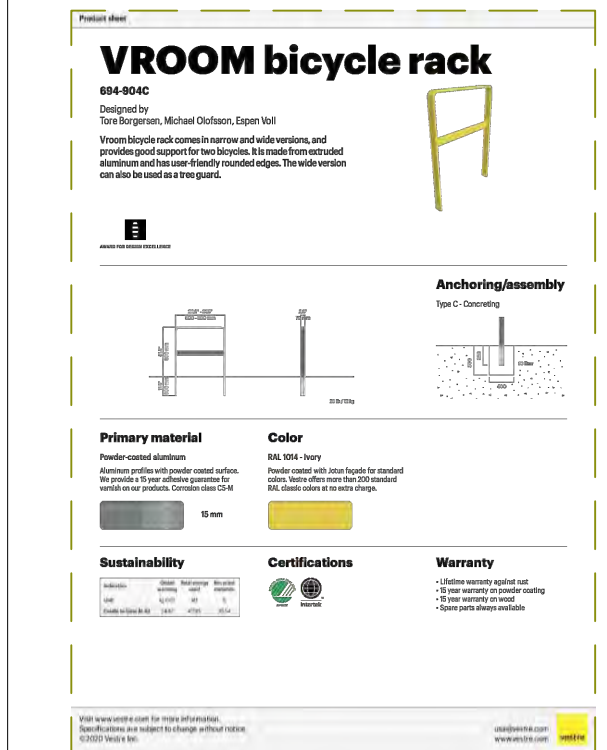 Product sheet
VROOM bicycle rack
694-904C
Designed by
Tore Borgersen, Michael Olofsson, Espen Voll
Vroom bicycle rack comes in narrow and wide versions, and
provides good support for two bicycles. It is made from extruded
aluminum and has user-friendly rounded edges. The wide version
can also be used as a tree guard.
AWARD FOR DESIGN EXCELLENCE
Anchoring/assembly
Type C - Concreting
Primary material
Powder-coated aluminum
Aluminum profiles with powder coated surface.
We provide a 15 year adhesive guarantee for
varnish on our products. Corrosion class C5-M
15 mm
Color
RAL 1014 - Ivory
Powder coated with Jotun façade for standard
colors. Vestre offers more than 200 standard
RAL classic colors at no extra charge.
Sustainability
Certifications
Intertek
Warranty
• Lifetime warranty against rust
• 15 year warranty on powder coating
• 15 year warranty on wood
• Spare parts always available
Visit www.vestre.com for more information.
Specifications are subject to change without notice.
©2020 Vestre Inc.
usa@vestre.com
www.vestre.com
vestre